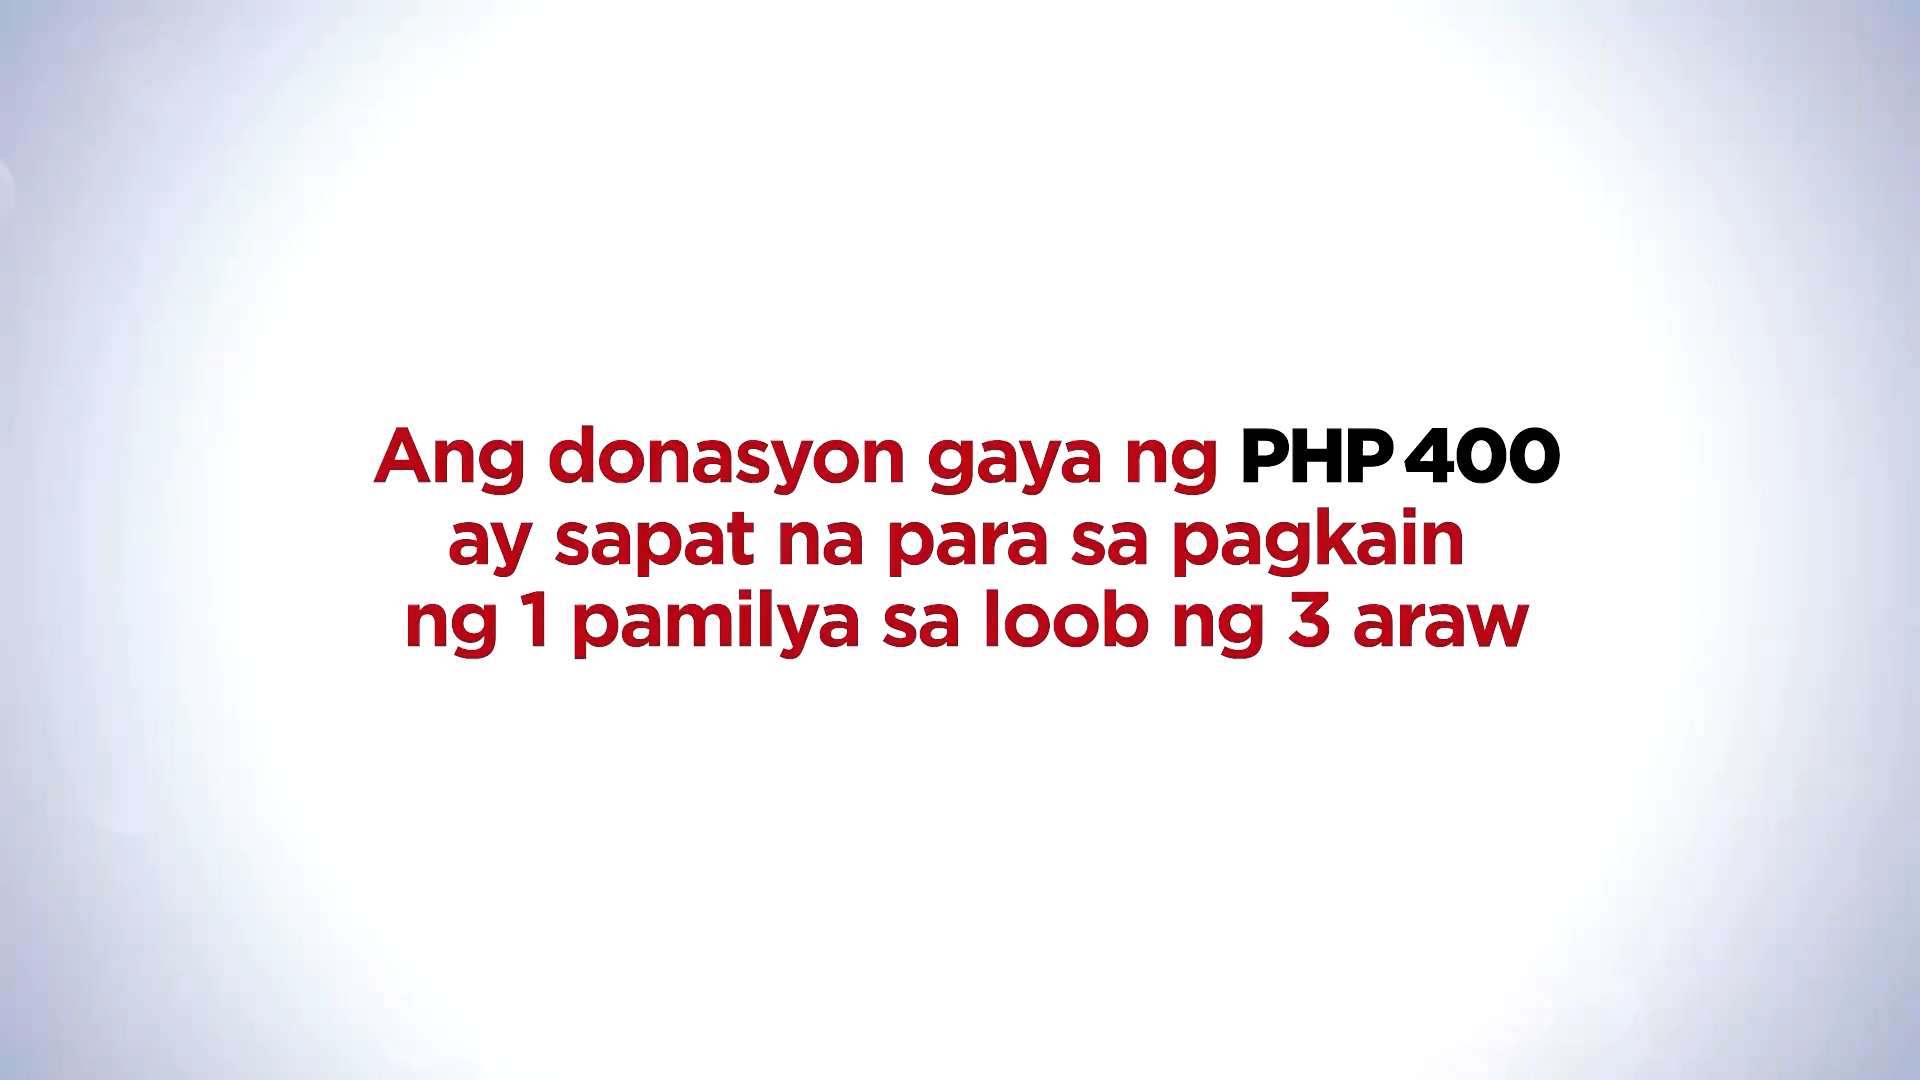 Ang donasyon gaya ng PHP 400
ay sapat na para sa pagkain
ng 1 pamilya sa loob ng 3 araw